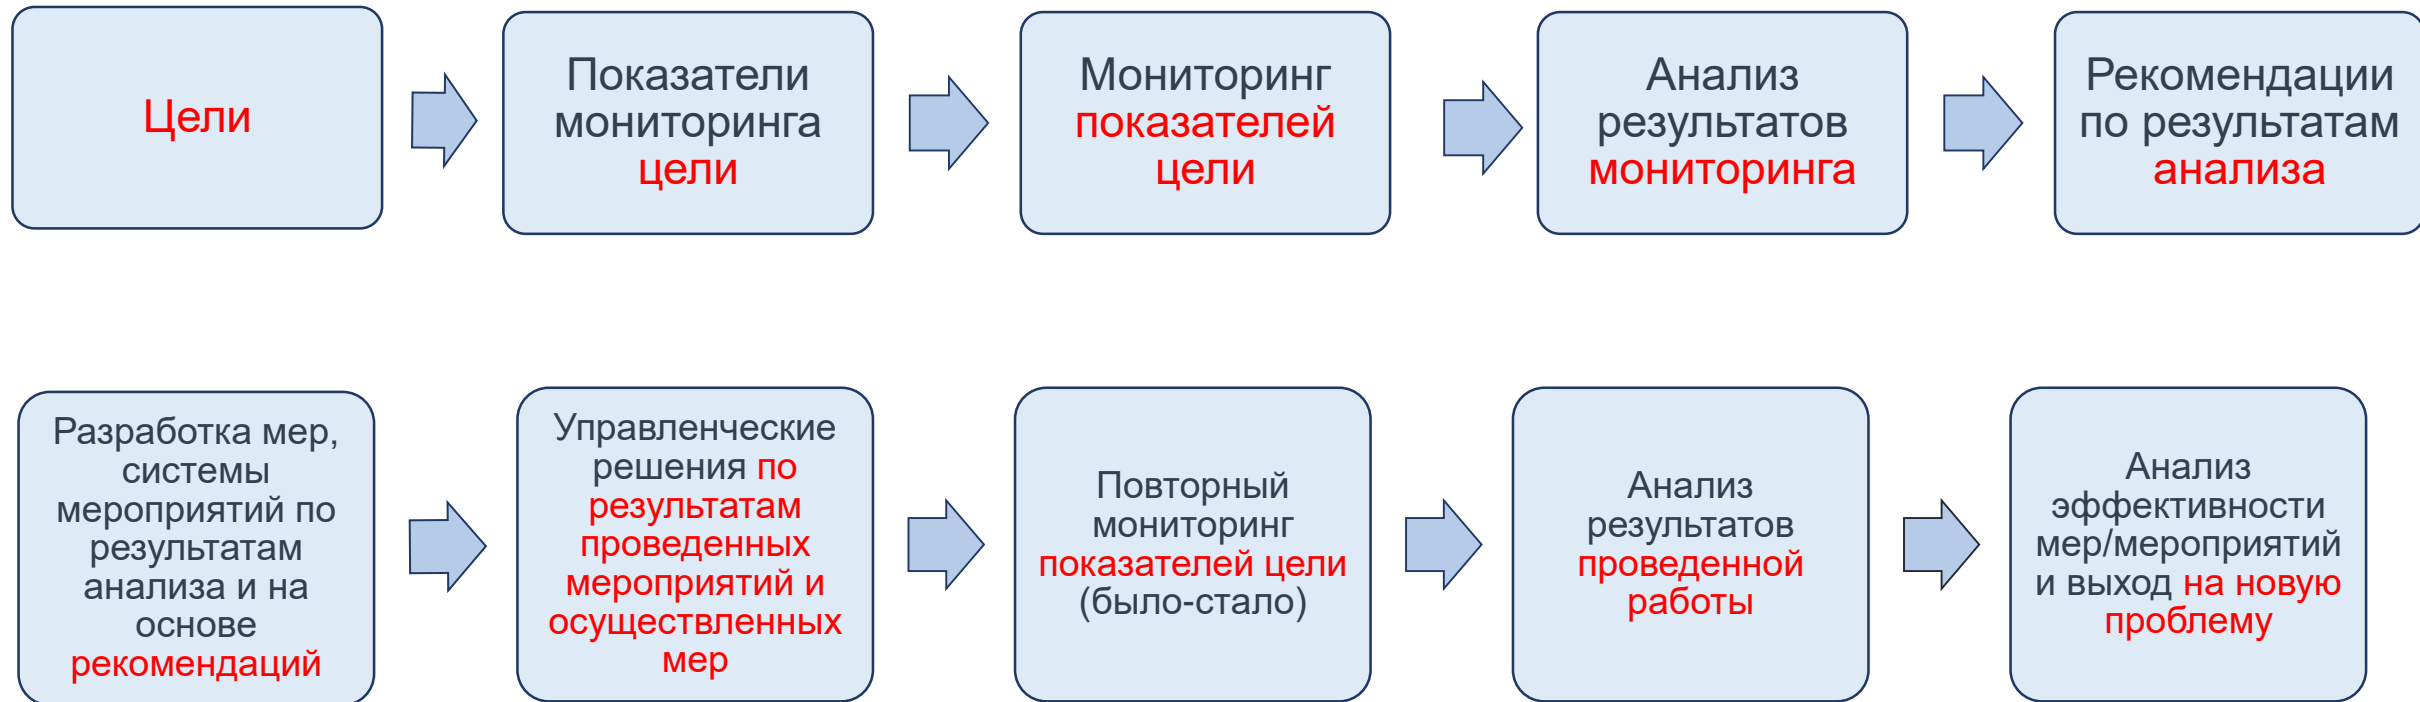 Цели
Показатели
мониторинга
цели
Мониторинг
показателей
цели
Анализ
результатов
мониторинга
Рекомендации
по результатам
анализа
Разработка мер,
системы
мероприятий по
результатам
анализа и на
основе
рекомендаций
Управленческие
решения по
результатам
проведенных
мероприятий и
осуществленных
мер
Повторный
мониторинг
показателей цели
(было-стало)
Анализ
результатов
проведенной
работы
Анализ
эффективности
мер/мероприятий
и выход на новую
проблему